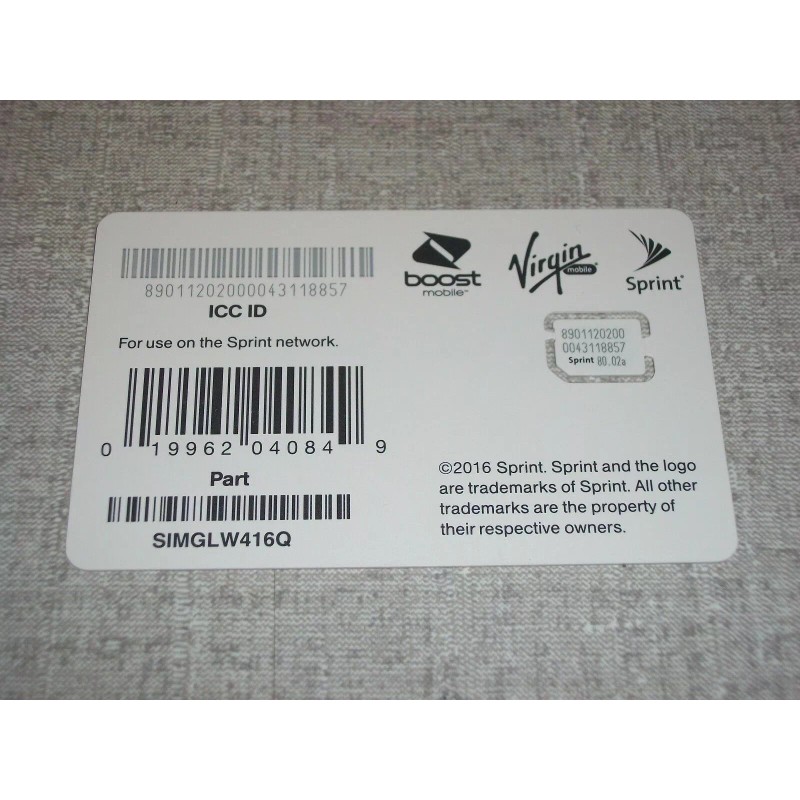 89011202000043118857
ICC ID
For use on the Sprint network.
0 19962 04084 9
Part
SIMGLW416Q
boost
mobile™
Virgin
mobile
Sprint
8901120200
0043118857
Sprint 80.02a
©2016 Sprint. Sprint and the logo
are trademarks of Sprint. All other
trademarks are the property of
their respective owners.